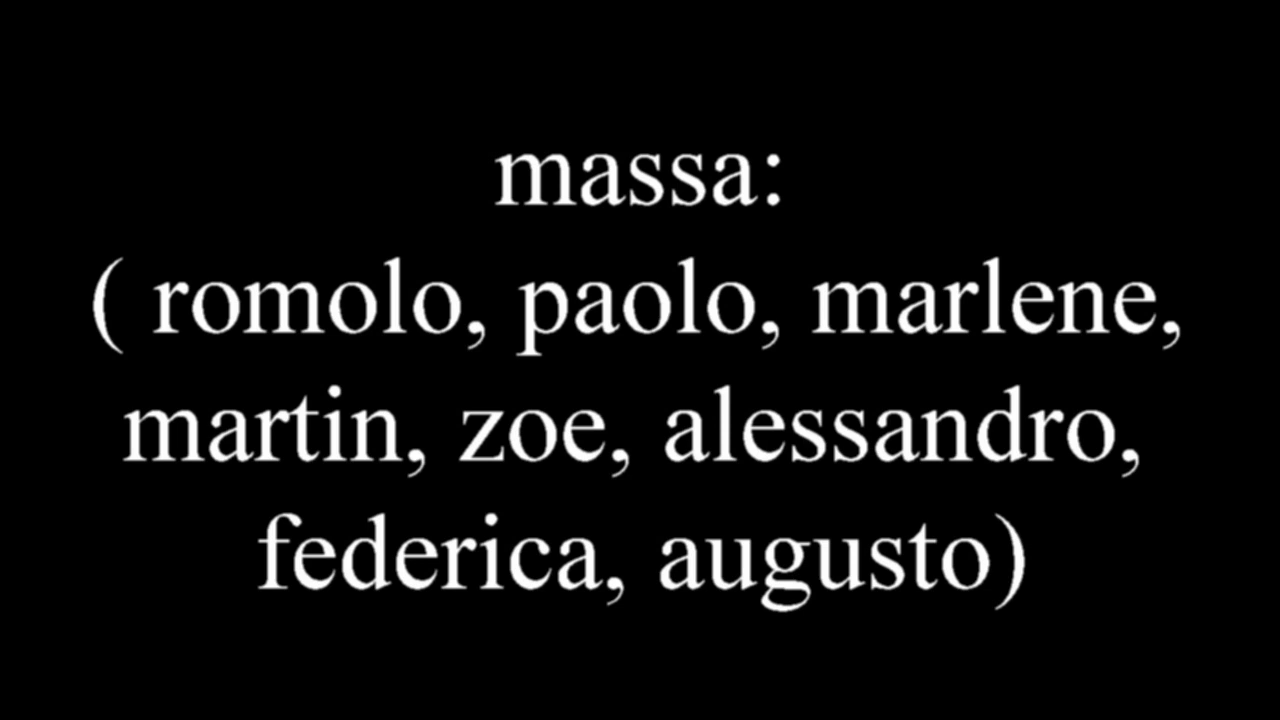 massa:
( romolo, paolo, marlene,
martin, zoe, alessandro,
federica, augusto)